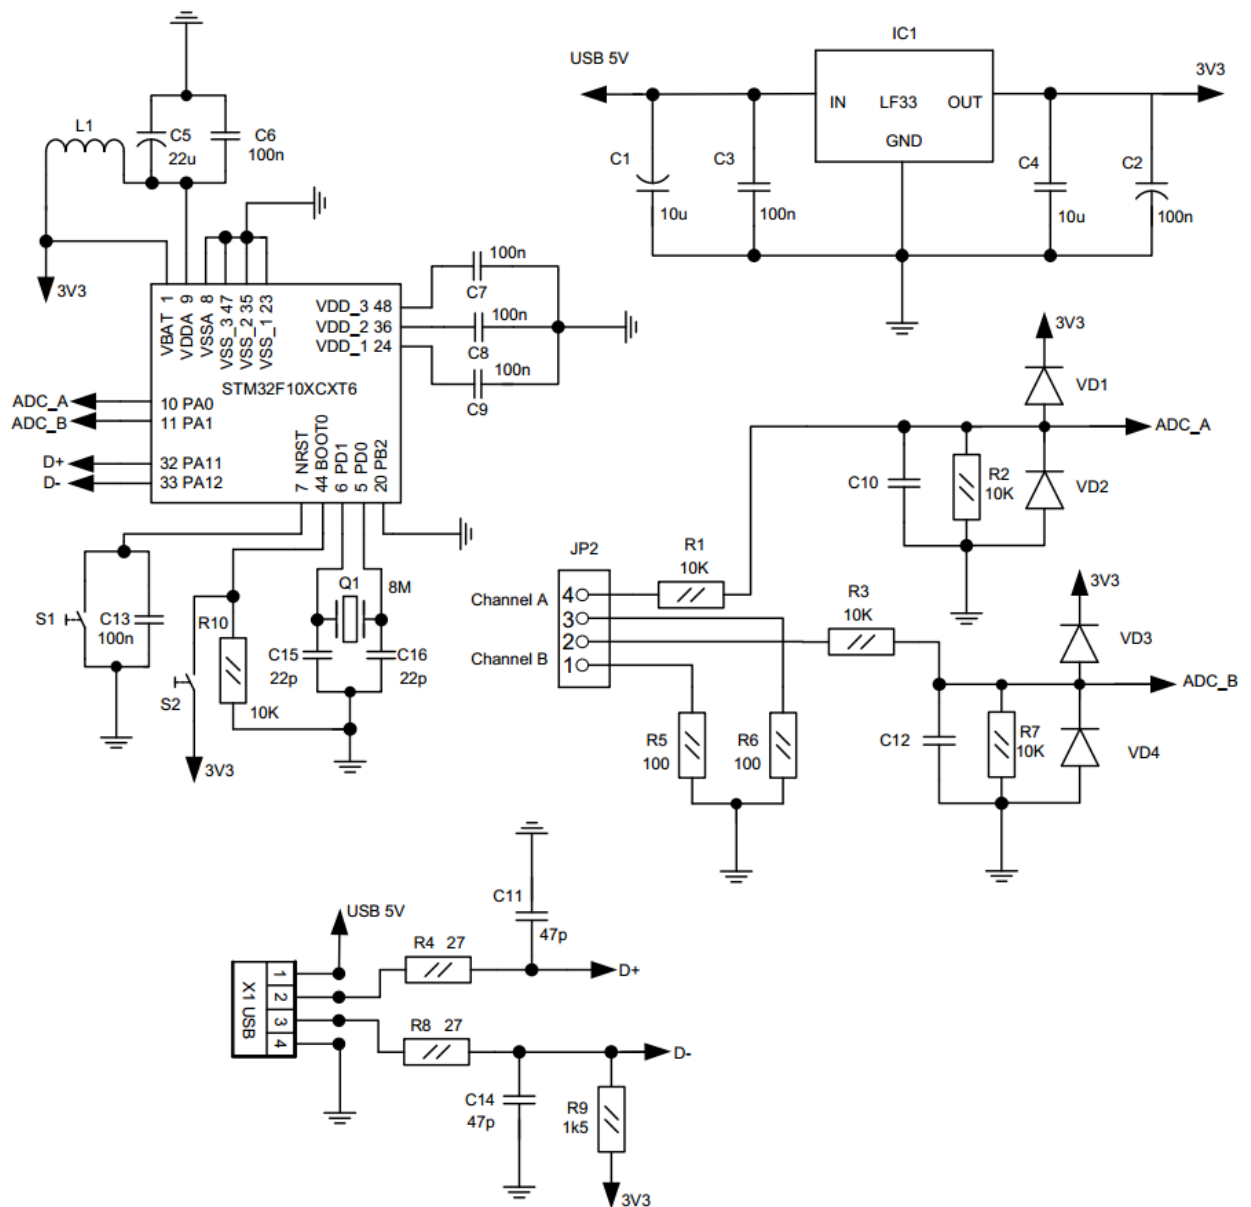 IC1
USB 5V
3V3
IN LF33 OUT
GND
C1
10u
C3
100n
C4
10u
C2
100n
L1
C5
22u
C6
100n
3V3
VBAT 1
VDDA 9
VSSA 8
VSS_3 47
VSS_2 35
VSS_1 23
VDD_3 48
VDD_2 36
VDD_1 24
100n
C7
100n
C8
100n
C9
STM32F10XCXT6
ADC_A
10 PA0
ADC_B
11 PA1
D+
32 PA11
D-
33 PA12
7 NRST
44 BOOT0
6 PD1
5 PD0
20 PB2
S1
C13
100n
S2
R10
10K
3V3
Q1
8M
C15
22p
C16
22p
3V3
VD1
ADC_A
C10
R2
10K
VD2
JP2
Channel A
Channel B
4
3
2
1
R1
10K
R3
10K
R5
100
R6
100
3V3
VD3
ADC_B
C12
R7
10K
VD4
USB 5V
X1 USB
1
2
3
4
R4 27
C11
47p
D+
R8 27
D-
C14
47p
R9
1k5
3V3